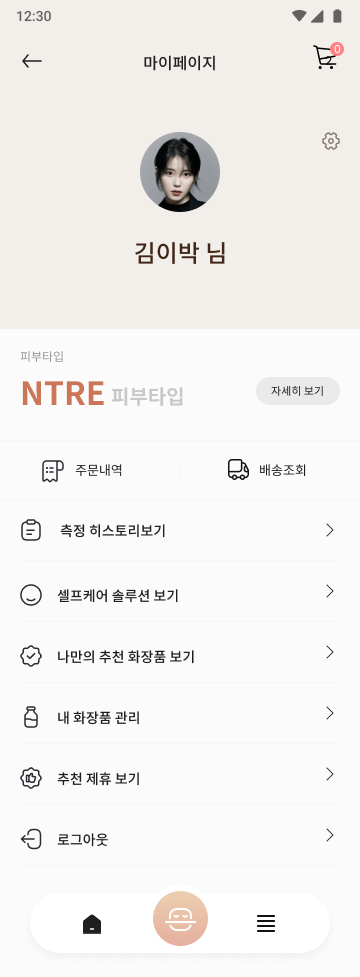 12:30
마이페이지
0
김이박 님
피부타입
NTRE 피부타입
자세히 보기
주문내역
배송조회
측정 히스토리보기
셀프케어 솔루션 보기
나만의 추천 화장품 보기
내 화장품 관리
추천 제휴 보기
로그아웃